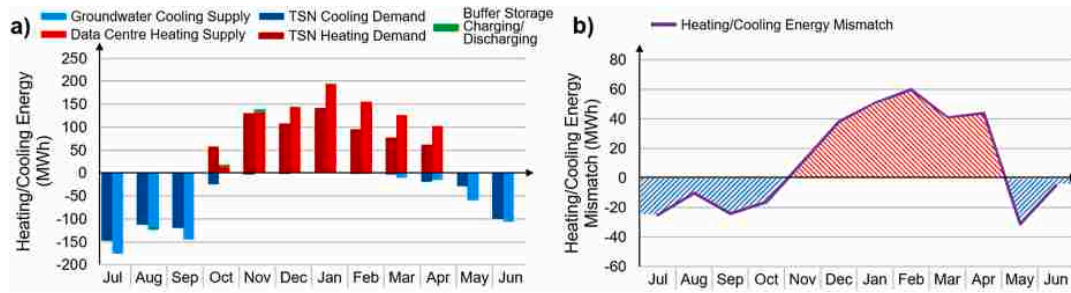 a)
Groundwater Cooling Supply
Data Centre Heating Supply
TSN Cooling Demand
TSN Heating Demand
Buffer Storage
Charging/
Discharging
Heating/Cooling Energy
(MWh)
250
200
150
100
50
0
-50
-100
-150
-200
Jul Aug Sep Oct Nov Dec Jan Feb Mar Apr May Jun
b)
Heating/Cooling Energy Mismatch
Heating/Cooling Energy
Mismatch (MWh)
80
60
40
20
0
-20
-40
-60
Jul Aug Sep Oct Nov Dec Jan Feb Mar Apr May Jun